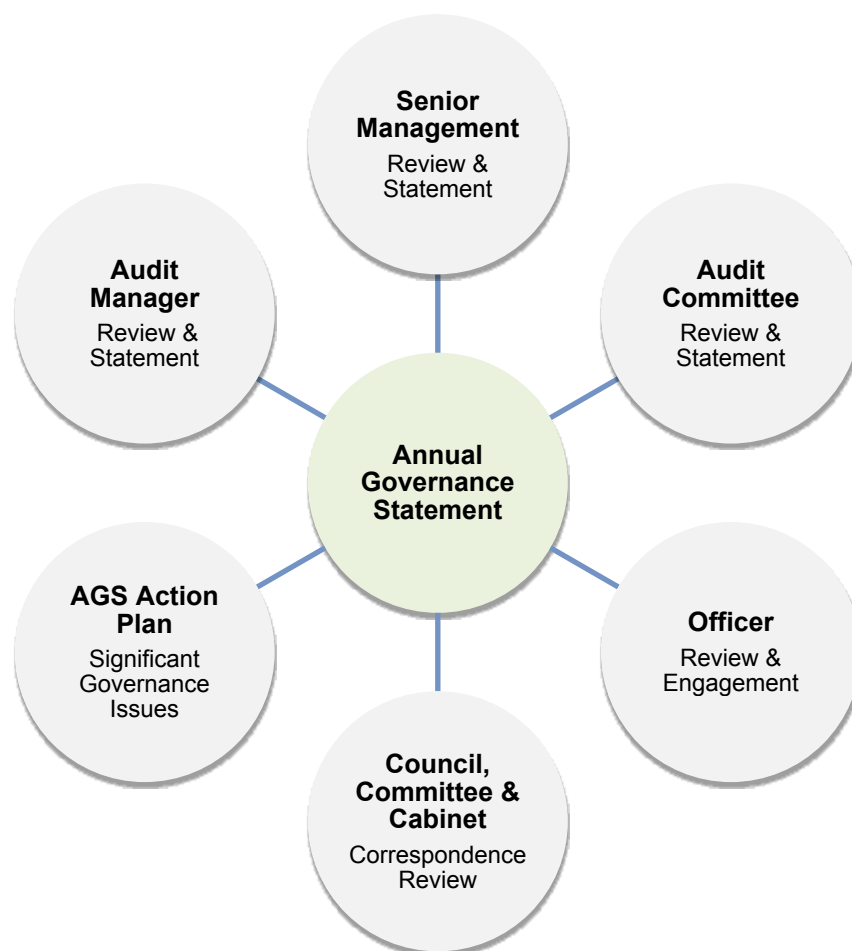 Senior
Management
Review &
Statement
Audit
Manager
Review &
Statement
Audit
Committee
Review &
Statement
Annual
Governance
Statement
AGS Action
Plan
Significant
Governance
Issues
Officer
Review &
Engagement
Council,
Committee &
Cabinet
Correspondence
Review